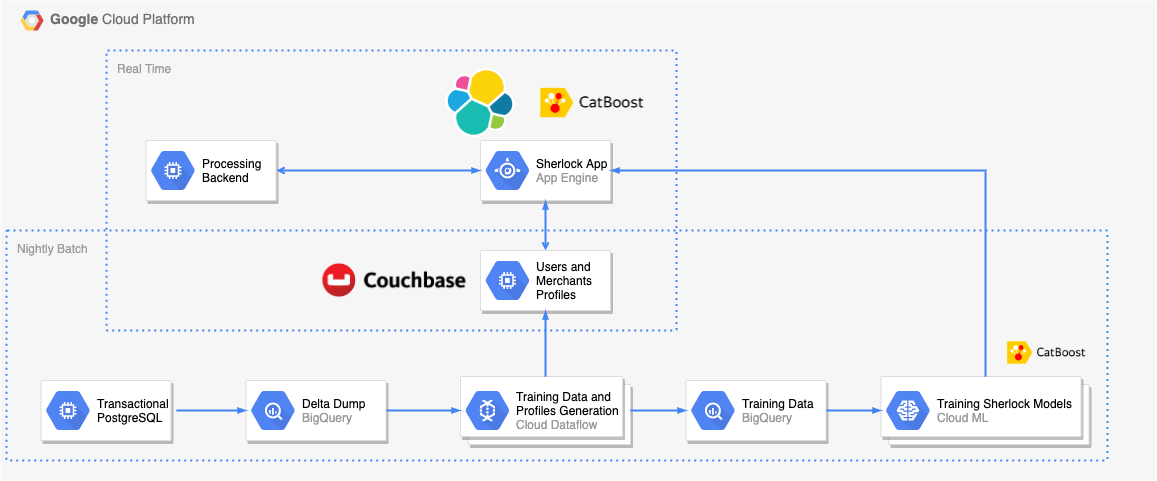 Google Cloud Platform
Real Time
CatBoost
Processing
Backend
Sherlock App
App Engine
Nightly Batch
Couchbase
Users and
Merchants
Profiles
CatBoost
Transactional
PostgreSQL
Delta Dump
BigQuery
Training Data and
Profiles Generation
Cloud Dataflow
Training Data
BigQuery
Training Sherlock Models
Cloud ML